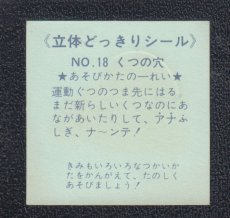 《立体どっきりシール》
NO.18 くつの穴
★あそびかたの一れい★
運動ぐつのつま先にはる。
まだ新らしいくつなのにあ
ながあいたりして、アナふ
しぎ、ナ～ンテ!
きみもいろいろなつかいか
たをかんがえて、たのしく
あそびましょう!